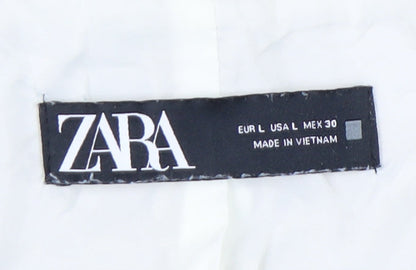 ZARA
EUR L USA L MEX 30
MADE IN VIETNAM